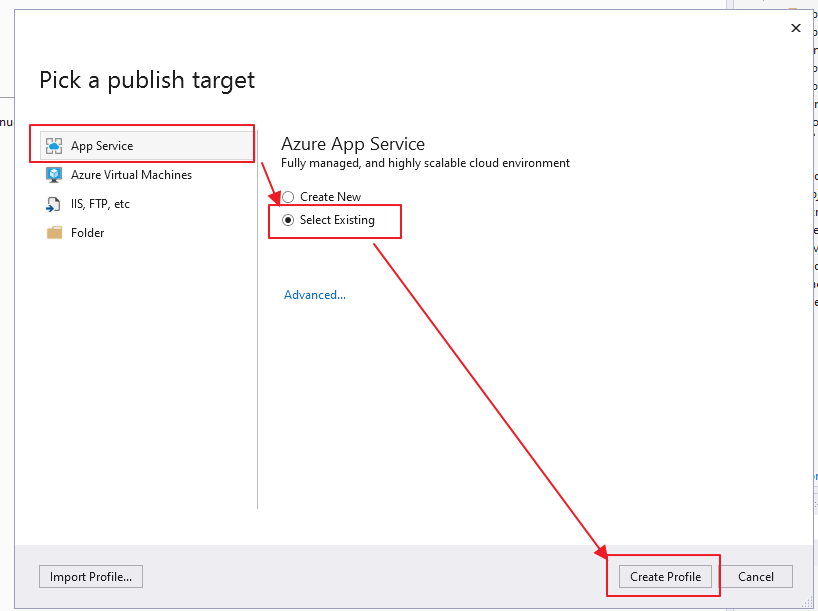 Pick a publish target
App Service
Azure Virtual Machines
IIS, FTP, etc
Folder
Azure App Service
Fully managed, and highly scalable cloud environment
Create New
Select Existing
Advanced...
Import Profile...
Create Profile
Cancel